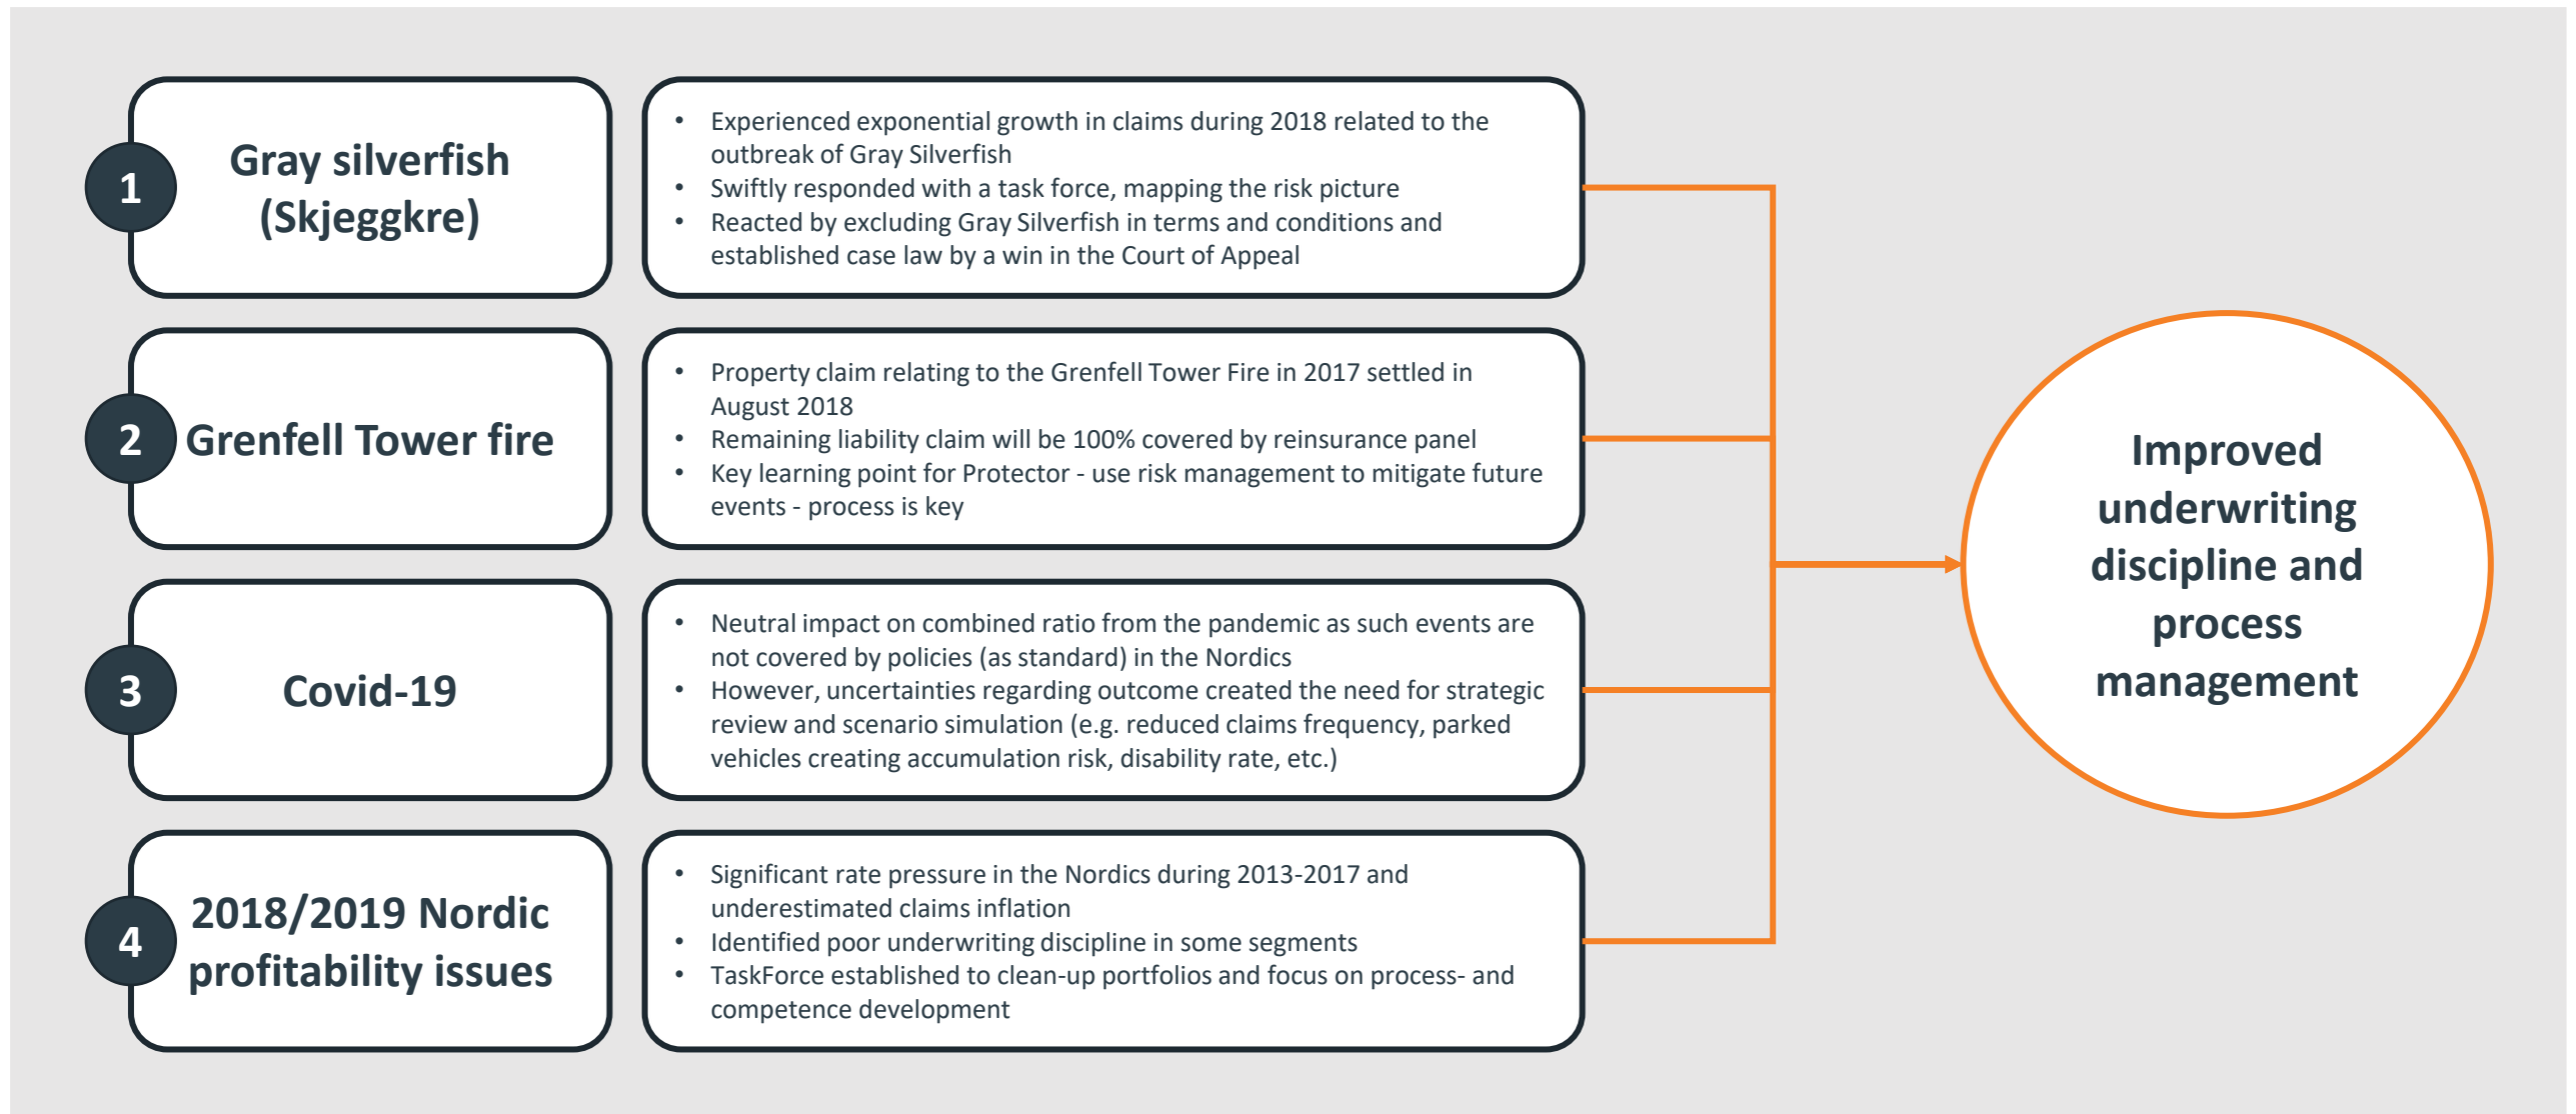 1
Gray silverfish
(Skjeggkre)
• Experienced exponential growth in claims during 2018 related to the
outbreak of Gray Silverfish
• Swiftly responded with a task force, mapping the risk picture
• Reacted by excluding Gray Silverfish in terms and conditions and
established case law by a win in the Court of Appeal
2
Grenfell Tower fire
• Property claim relating to the Grenfell Tower Fire in 2017 settled in
August 2018
• Remaining liability claim will be 100% covered by reinsurance panel
• Key learning point for Protector - use risk management to mitigate future
events - process is key
3
Covid-19
• Neutral impact on combined ratio from the pandemic as such events are
not covered by policies (as standard) in the Nordics
• However, uncertainties regarding outcome created the need for strategic
review and scenario simulation (e.g. reduced claims frequency, parked
vehicles creating accumulation risk, disability rate, etc.)
4
2018/2019 Nordic
profitability issues
• Significant rate pressure in the Nordics during 2013-2017 and
underestimated claims inflation
• Identified poor underwriting discipline in some segments
• TaskForce established to clean-up portfolios and focus on process- and
competence development
Improved
underwriting
discipline and
process
management